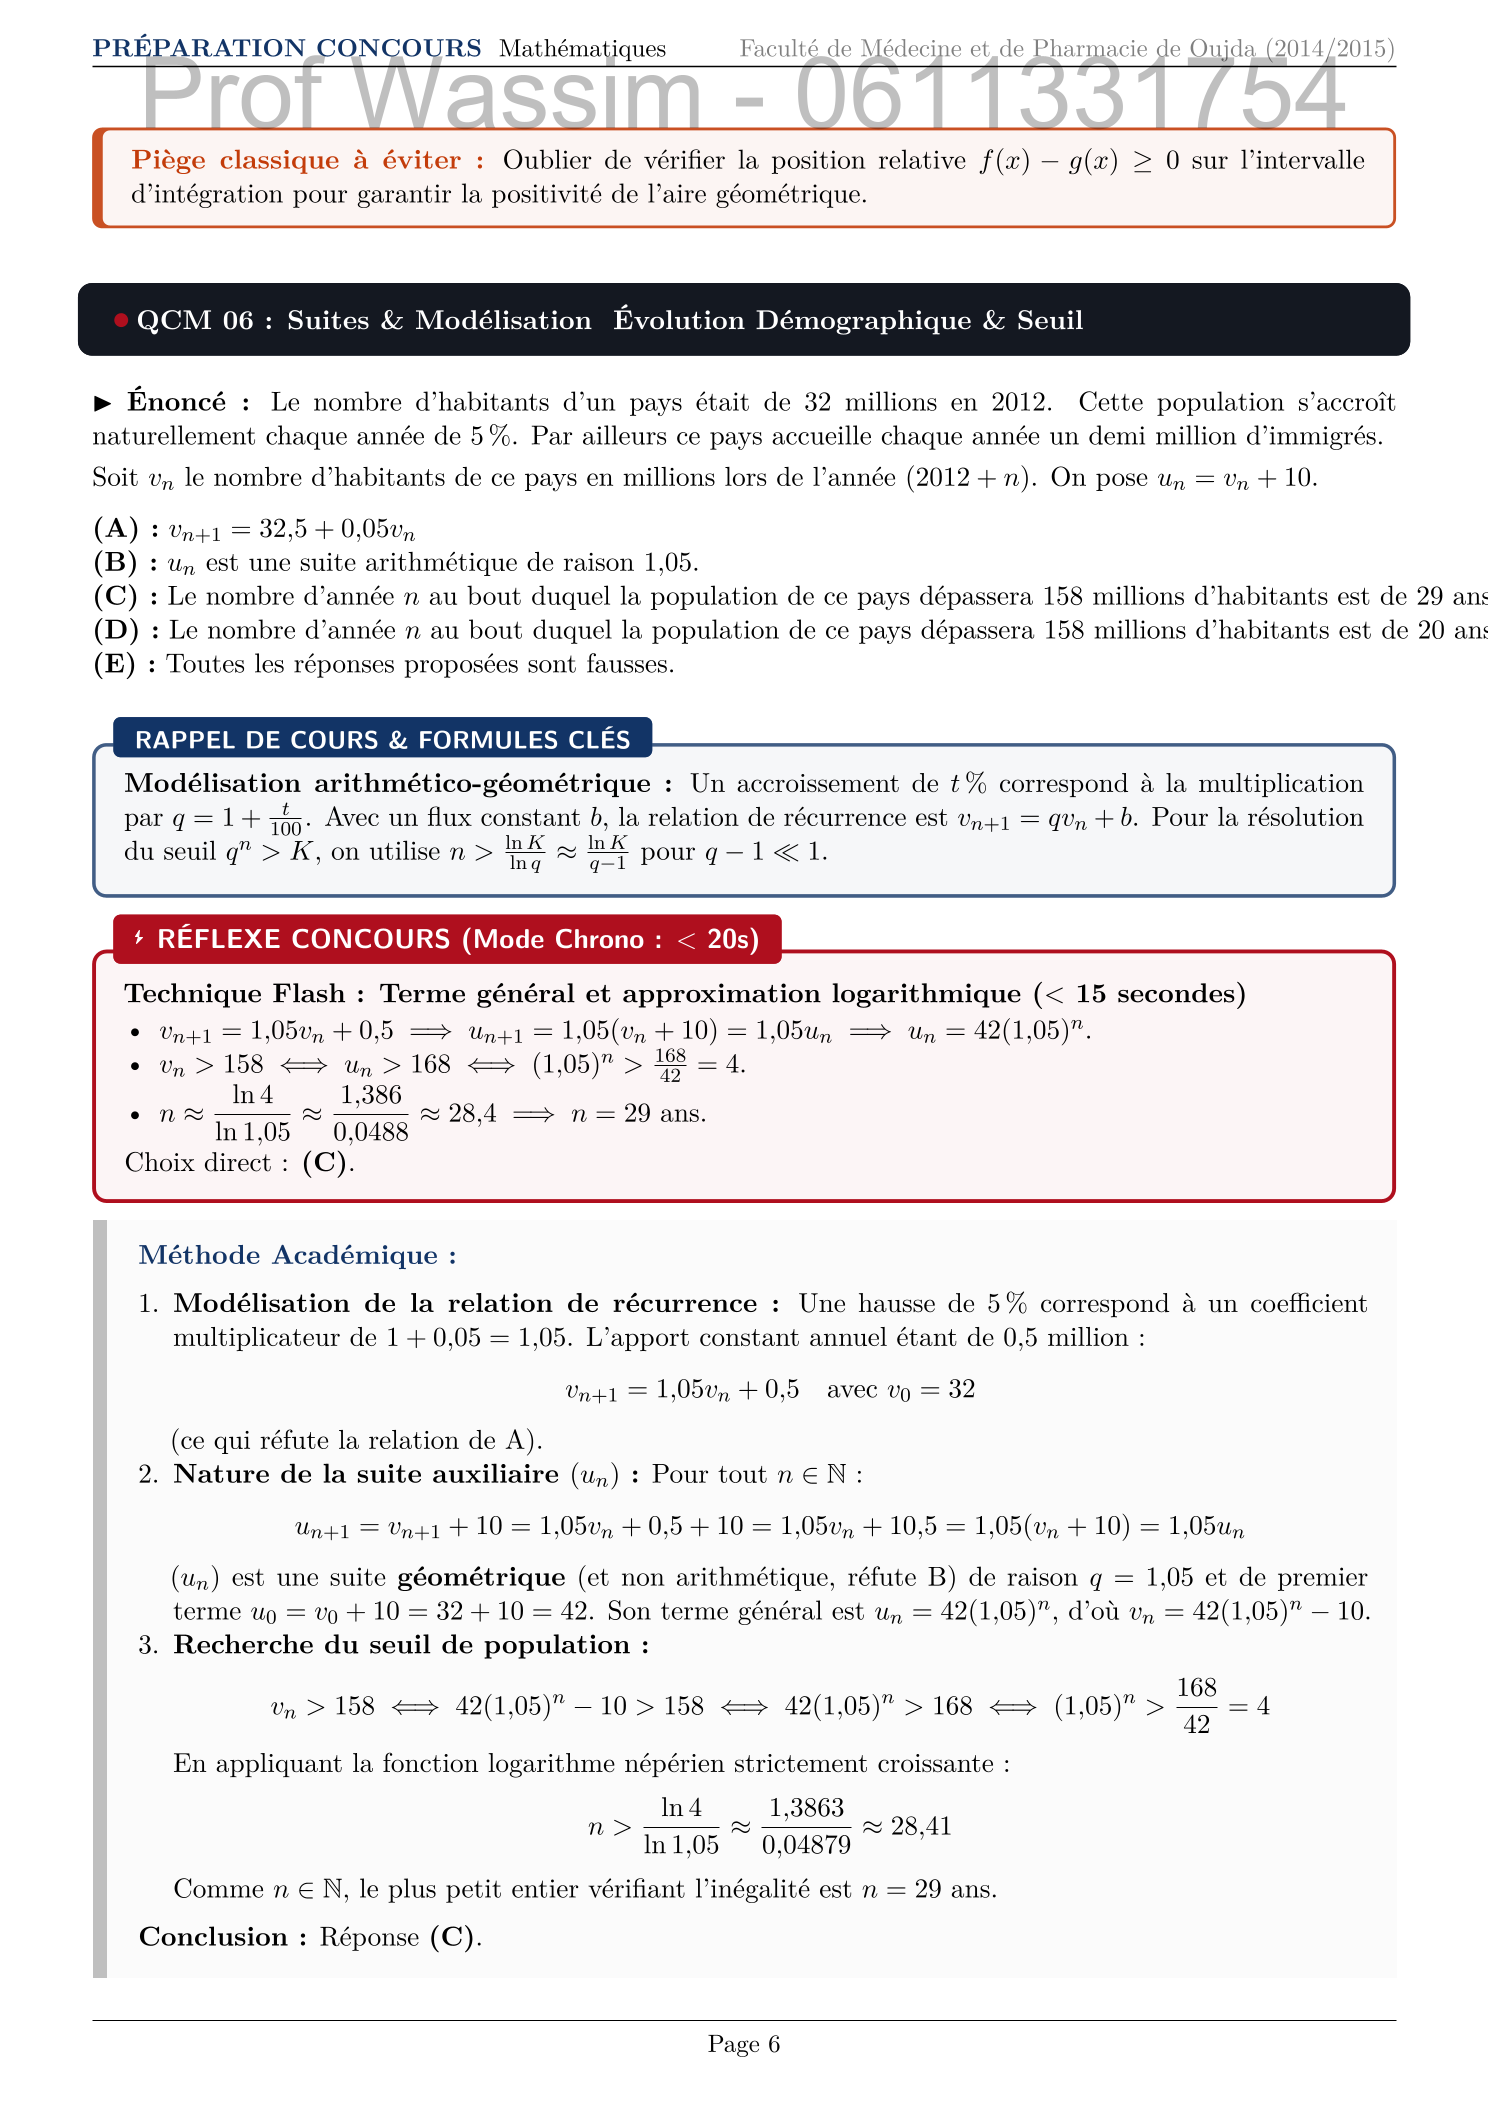 PRÉPARATION CONCOURS Mathématiques Faculté de Médecine et de Pharmacie de Oujda (2014/2015)
Prof Wassim - 0611331754
Piège classique à éviter : Oublier de vérifier la position relative f(x) − g(x) ≥ 0 sur l'intervalle
d'intégration pour garantir la positivité de l'aire géométrique.
QCM 06 : Suites & Modélisation Évolution Démographique & Seuil
▶ Énoncé : Le nombre d'habitants d'un pays était de 32 millions en 2012. Cette population s'accroît
naturellement chaque année de 5 %. Par ailleurs ce pays accueille chaque année un demi million d'immigrés.
Soit vₙ le nombre d'habitants de ce pays en millions lors de l'année (2012 + n). On pose uₙ = vₙ + 10.
(A) : vₙ₊₁ = 32,5 + 0,05vₙ
(B) : uₙ est une suite arithmétique de raison 1,05.
(C) : Le nombre d'année n au bout duquel la population de ce pays dépassera 158 millions d'habitants est de 29 ans
(D) : Le nombre d'année n au bout duquel la population de ce pays dépassera 158 millions d'habitants est de 20 ans
(E) : Toutes les réponses proposées sont fausses.
RAPPEL DE COURS & FORMULES CLÉS
Modélisation arithmético-géométrique : Un accroissement de t % correspond à la multiplication
par q = 1 + t/100. Avec un flux constant b, la relation de récurrence est vₙ₊₁ = qvₙ + b. Pour la résolution
du seuil qⁿ > K, on utilise n > ln K/ln q ≈ ln K/q−1 pour q − 1 ≪ 1.
RÉFLEXE CONCOURS (Mode Chrono : < 20s)
Technique Flash : Terme général et approximation logarithmique (< 15 secondes)
• vₙ₊₁ = 1,05vₙ + 0,5 ⟹ uₙ₊₁ = 1,05(vₙ + 10) = 1,05uₙ ⟹ uₙ = 42(1,05)ⁿ.
• vₙ > 158 ⟺ uₙ > 168 ⟺ (1,05)ⁿ > 168/42 = 4.
• n ≈ ln 4/ln 1,05 ≈ 1,386/0,0488 ≈ 28,4 ⟹ n = 29 ans.
Choix direct : (C).
Méthode Académique :
1. Modélisation de la relation de récurrence : Une hausse de 5 % correspond à un coefficient
multiplicateur de 1 + 0,05 = 1,05. L'apport constant annuel étant de 0,5 million :
vₙ₊₁ = 1,05vₙ + 0,5 avec v₀ = 32
(ce qui réfute la relation de A).
2. Nature de la suite auxiliaire (uₙ) : Pour tout n ∈ ℕ :
uₙ₊₁ = vₙ₊₁ + 10 = 1,05vₙ + 0,5 + 10 = 1,05vₙ + 10,5 = 1,05(vₙ + 10) = 1,05uₙ
(uₙ) est une suite géométrique (et non arithmétique, réfute B) de raison q = 1,05 et de premier
terme u₀ = v₀ + 10 = 32 + 10 = 42. Son terme général est uₙ = 42(1,05)ⁿ, d'où vₙ = 42(1,05)ⁿ − 10.
3. Recherche du seuil de population :
vₙ > 158 ⟺ 42(1,05)ⁿ − 10 > 158 ⟺ 42(1,05)ⁿ > 168 ⟺ (1,05)ⁿ > 168/42 = 4
En appliquant la fonction logarithme népérien strictement croissante :
n > ln 4/ln 1,05 ≈ 1,3863/0,04879 ≈ 28,41
Comme n ∈ ℕ, le plus petit entier vérifiant l'inégalité est n = 29 ans.
Conclusion : Réponse (C).
Page 6